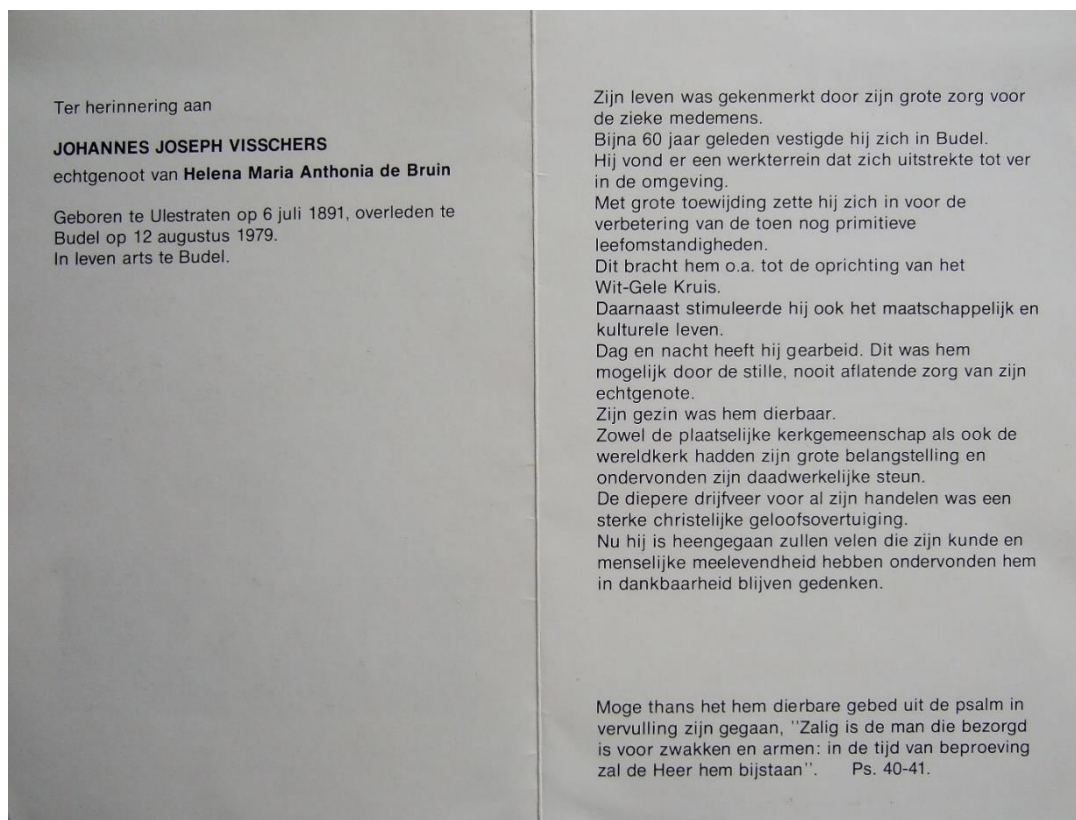 Ter herinnering aan
JOHANNES JOSEPH VISSCHERS
echtgenoot van Helena Maria Anthonia de Bruin
Geboren te Ulestraten op 6 juli 1891, overleden te
Budel op 12 augustus 1979.
In leven arts te Budel.
Zijn leven was gekenmerkt door zijn grote zorg voor
de zieke medemens.
Bijna 60 jaar geleden vestigde hij zich in Budel.
Hij vond er een werkterrein dat zich uitstrekte tot ver
in de omgeving.
Met grote toewijding zette hij zich in voor de
verbetering van de toen nog primitieve
leefomstandigheden.
Dit bracht hem o.a. tot de oprichting van het
Wit-Gele Kruis.
Daarnaast stimuleerde hij ook het maatschappelijk en
kulturele leven.
Dag en nacht heeft hij gearbeid. Dit was hem
mogelijk door de stille, nooit aflatende zorg van zijn
echtgenote.
Zijn gezin was hem dierbaar.
Zowel de plaatselijke kerkgemeenschap als ook de
wereldkerk hadden zijn grote belangstelling en
ondervonden zijn daadwerkelijke steun.
De diepere drijfveer voor al zijn handelen was een
sterke christelijke geloofsovertuiging.
Nu hij is heengegaan zullen velen die zijn kunde en
menselijke meelevendheid hebben ondervonden hem
in dankbaarheid blijven gedenken.
Moge thans het hem dierbare gebed uit de psalm in
vervulling zijn gegaan, "Zalig is de man die bezorgd
is voor zwakken en armen: in de tijd van beproeving
zal de Heer hem bijstaan". Ps. 40-41.